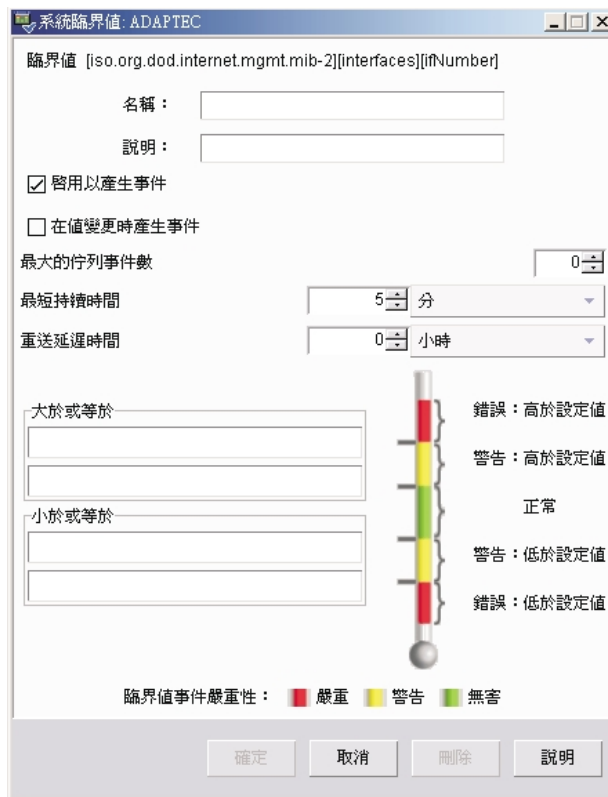 系統臨界值: ADAPTEC
臨界值 [iso.org.dod.internet.mgmt.mib-2][interfaces][ifNumber]
名稱：
說明：
啓用以產生事件
在值變更時產生事件
最大的佇列事件數 0
最短持續時間 5 分
重送延遲時間 0 小時
大於或等於
小於或等於
錯誤：高於設定值
警告：高於設定值
正常
警告：低於設定值
錯誤：低於設定值
臨界值事件嚴重性： 嚴重 警告 無害
確定 取消 刪除 說明